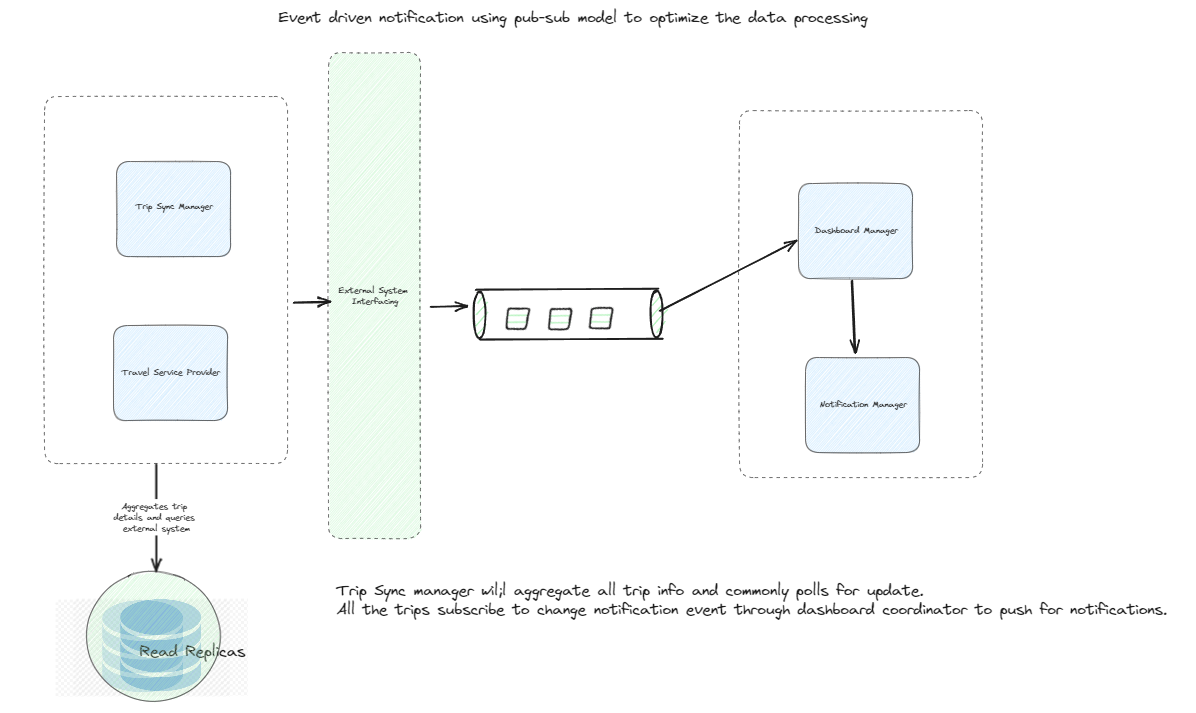 Event driven notification using pub-sub model to optimize the data processing
Trip Sync Manager
Travel Service Provider
External System
Interfacing
Dashboard Manager
Notification Manager
Aggregates trip
details and queries
external system
Read Replicas
Trip Sync manager wil;l aggregate all trip info and commonly polls for update.
All the trips subscribe to change notification event through dashboard coordinator to push for notifications.